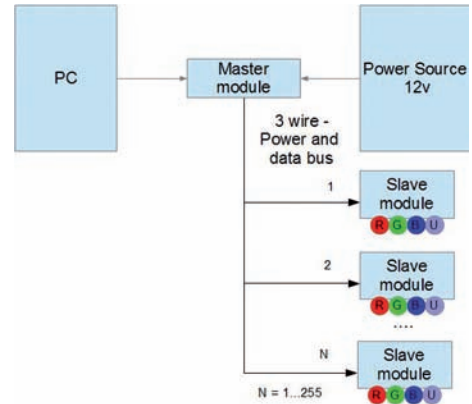 PC
Master
module
Power Source
12v
3 wire -
Power and
data bus
1
Slave
module
R G B U
2
Slave
module
R G B U
....
N
Slave
module
R G B U
N = 1...255